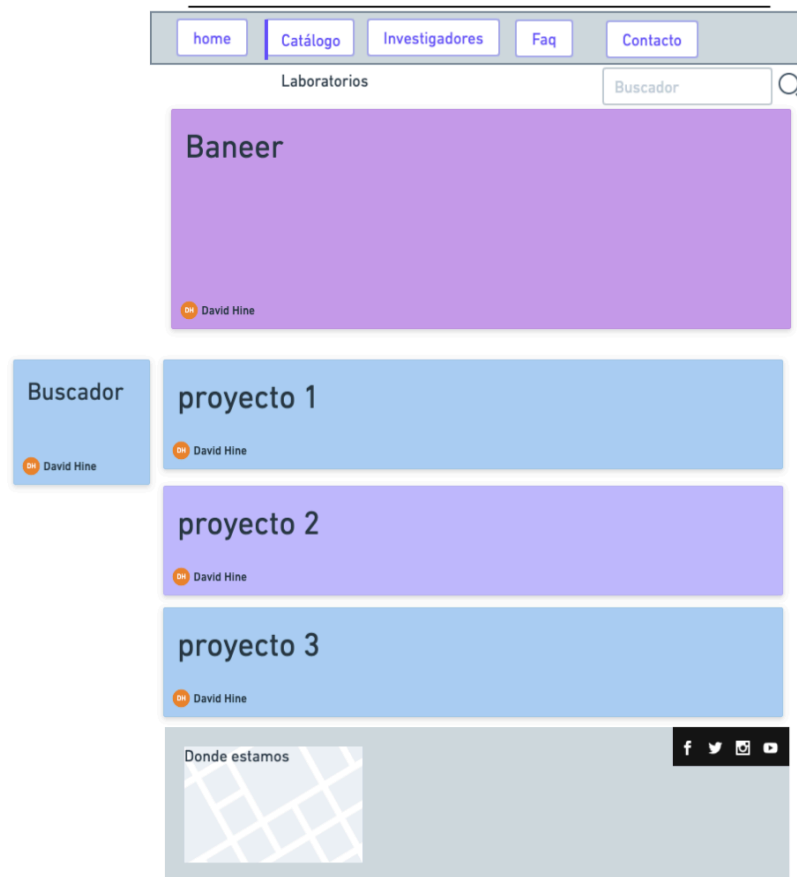 home
Catálogo
Investigadores
Faq
Contacto
Laboratorios
Buscador
Baneer
DH David Hine
Buscador
DH David Hine
proyecto 1
DH David Hine
proyecto 2
DH David Hine
proyecto 3
DH David Hine
Donde estamos